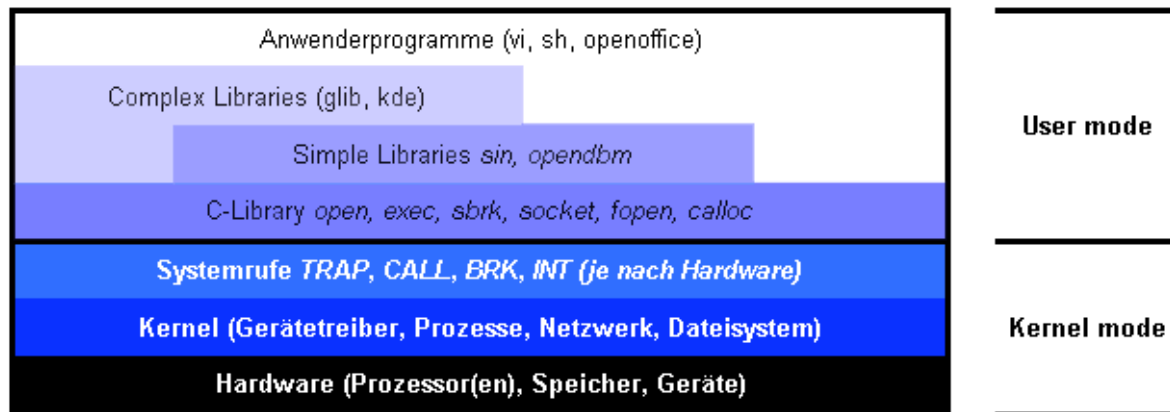 Anwenderprogramme (vi, sh, openoffice)
Complex Libraries (glib, kde)
User mode
Simple Libraries sin, opendbm
C-Library open, exec, sbrk, socket, fopen, calloc
Systemrufe TRAP, CALL, BRK, INT (je nach Hardware)
Kernel (Gerätetreiber, Prozesse, Netzwerk, Dateisystem)
Kernel mode
Hardware (Prozessor(en), Speicher, Geräte)